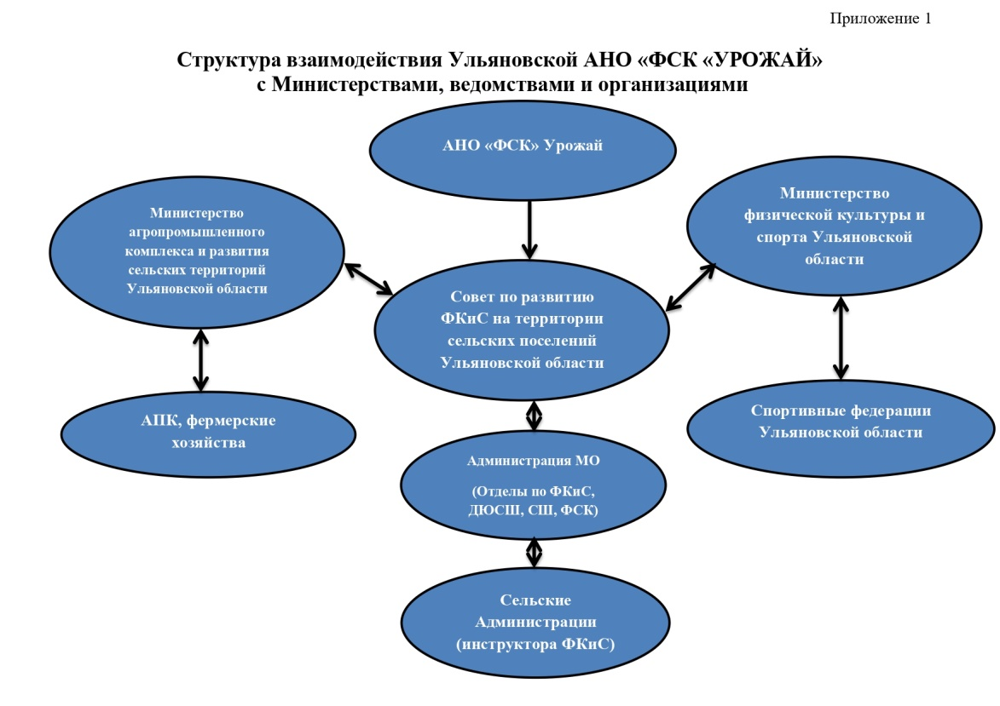 Приложение 1
Структура взаимодействия Ульяновской АНО «ФСК «УРОЖАЙ»
с Министерствами, ведомствами и организациями
АНО «ФСК» Урожай
Министерство
агропромышленного
комплекса и развития
сельских территорий
Ульяновской области
Министерство
физической культуры и
спорта Ульяновской
области
Совет по развитию
ФКиС на территории
сельских поселений
Ульяновской области
АПК, фермерские
хозяйства
Спортивные федерации
Ульяновской области
Администрация МО
(Отделы по ФКиС,
ДЮСШ, СШ, ФСК)
Сельские
Администрации
(инструктора ФКиС)